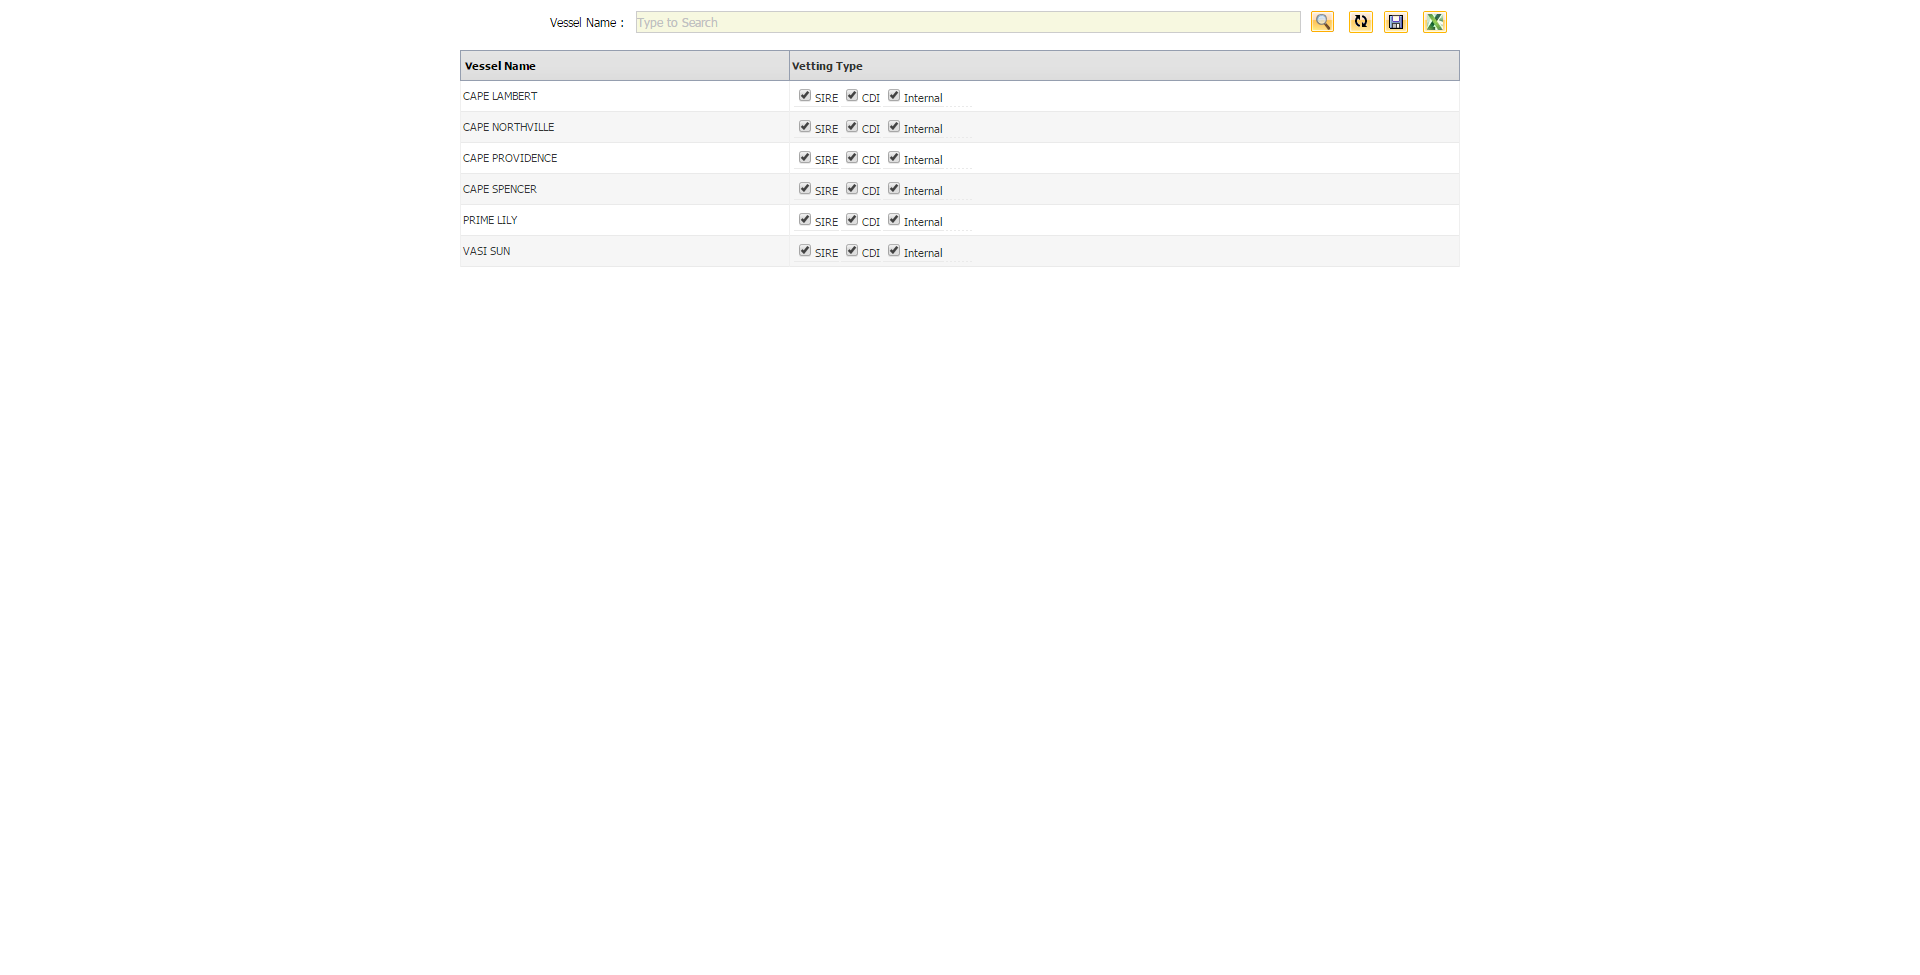 Vessel Name : Type to Search
Vessel Name Vetting Type
CAPE LAMBERT SIRE CDI Internal
CAPE NORTHVILLE SIRE CDI Internal
CAPE PROVIDENCE SIRE CDI Internal
CAPE SPENCER SIRE CDI Internal
PRIME LILY SIRE CDI Internal
VASI SUN SIRE CDI Internal